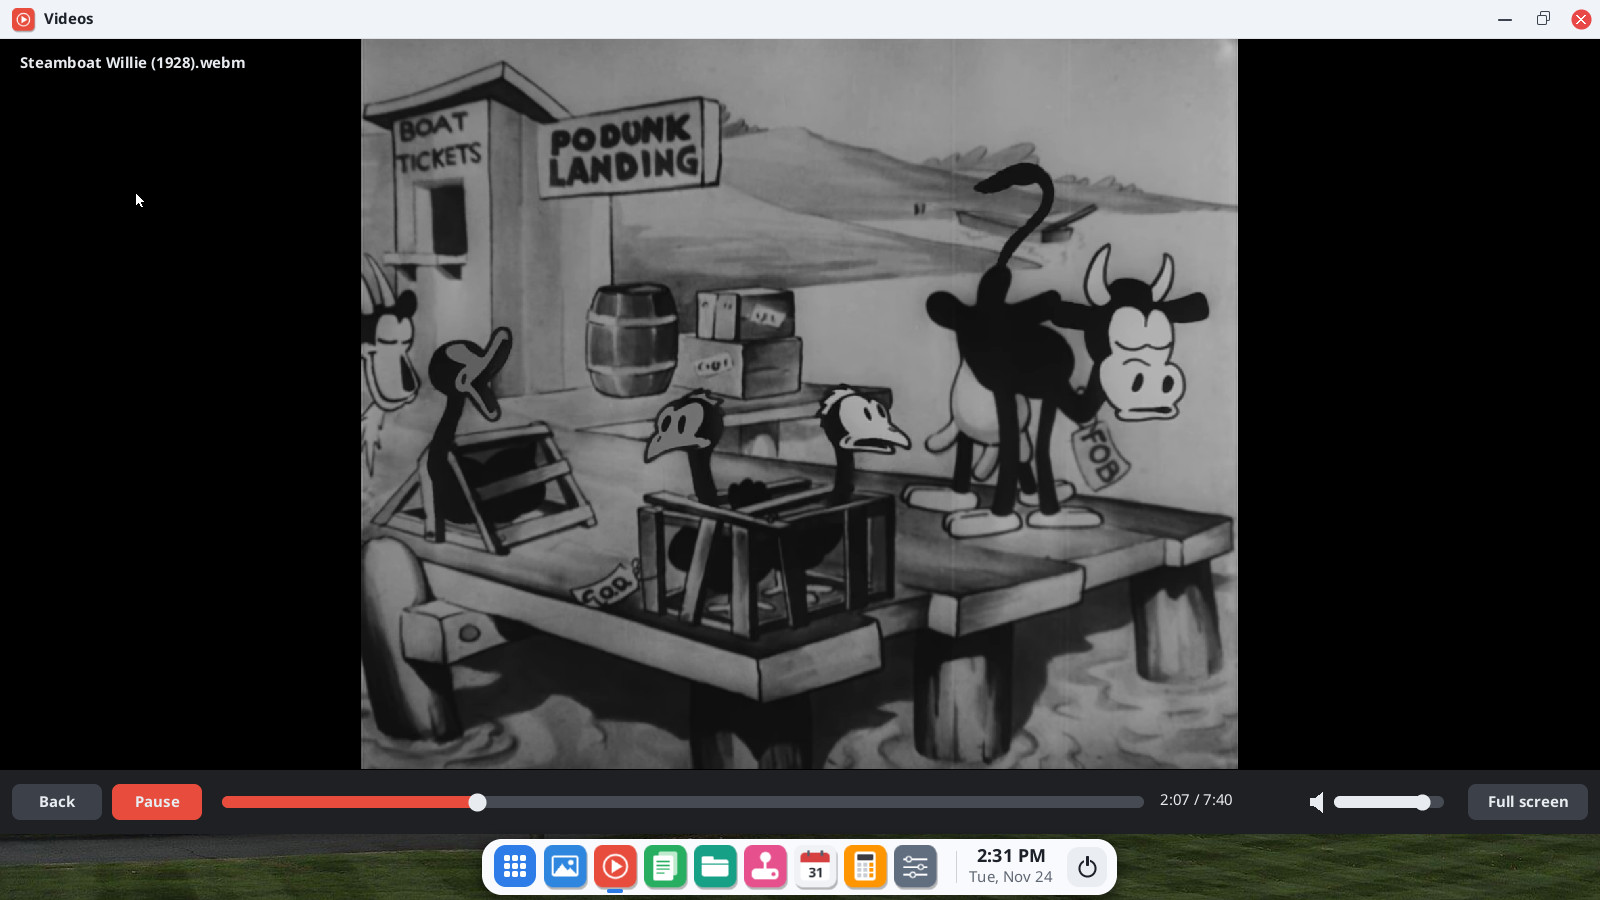 Videos
Steamboat Willie (1928).webm
BOAT
TICKETS
PODUNK
LANDING
FOB
Back
Pause
2:07 / 7:40
Full screen
31
2:31 PM
Tue, Nov 24